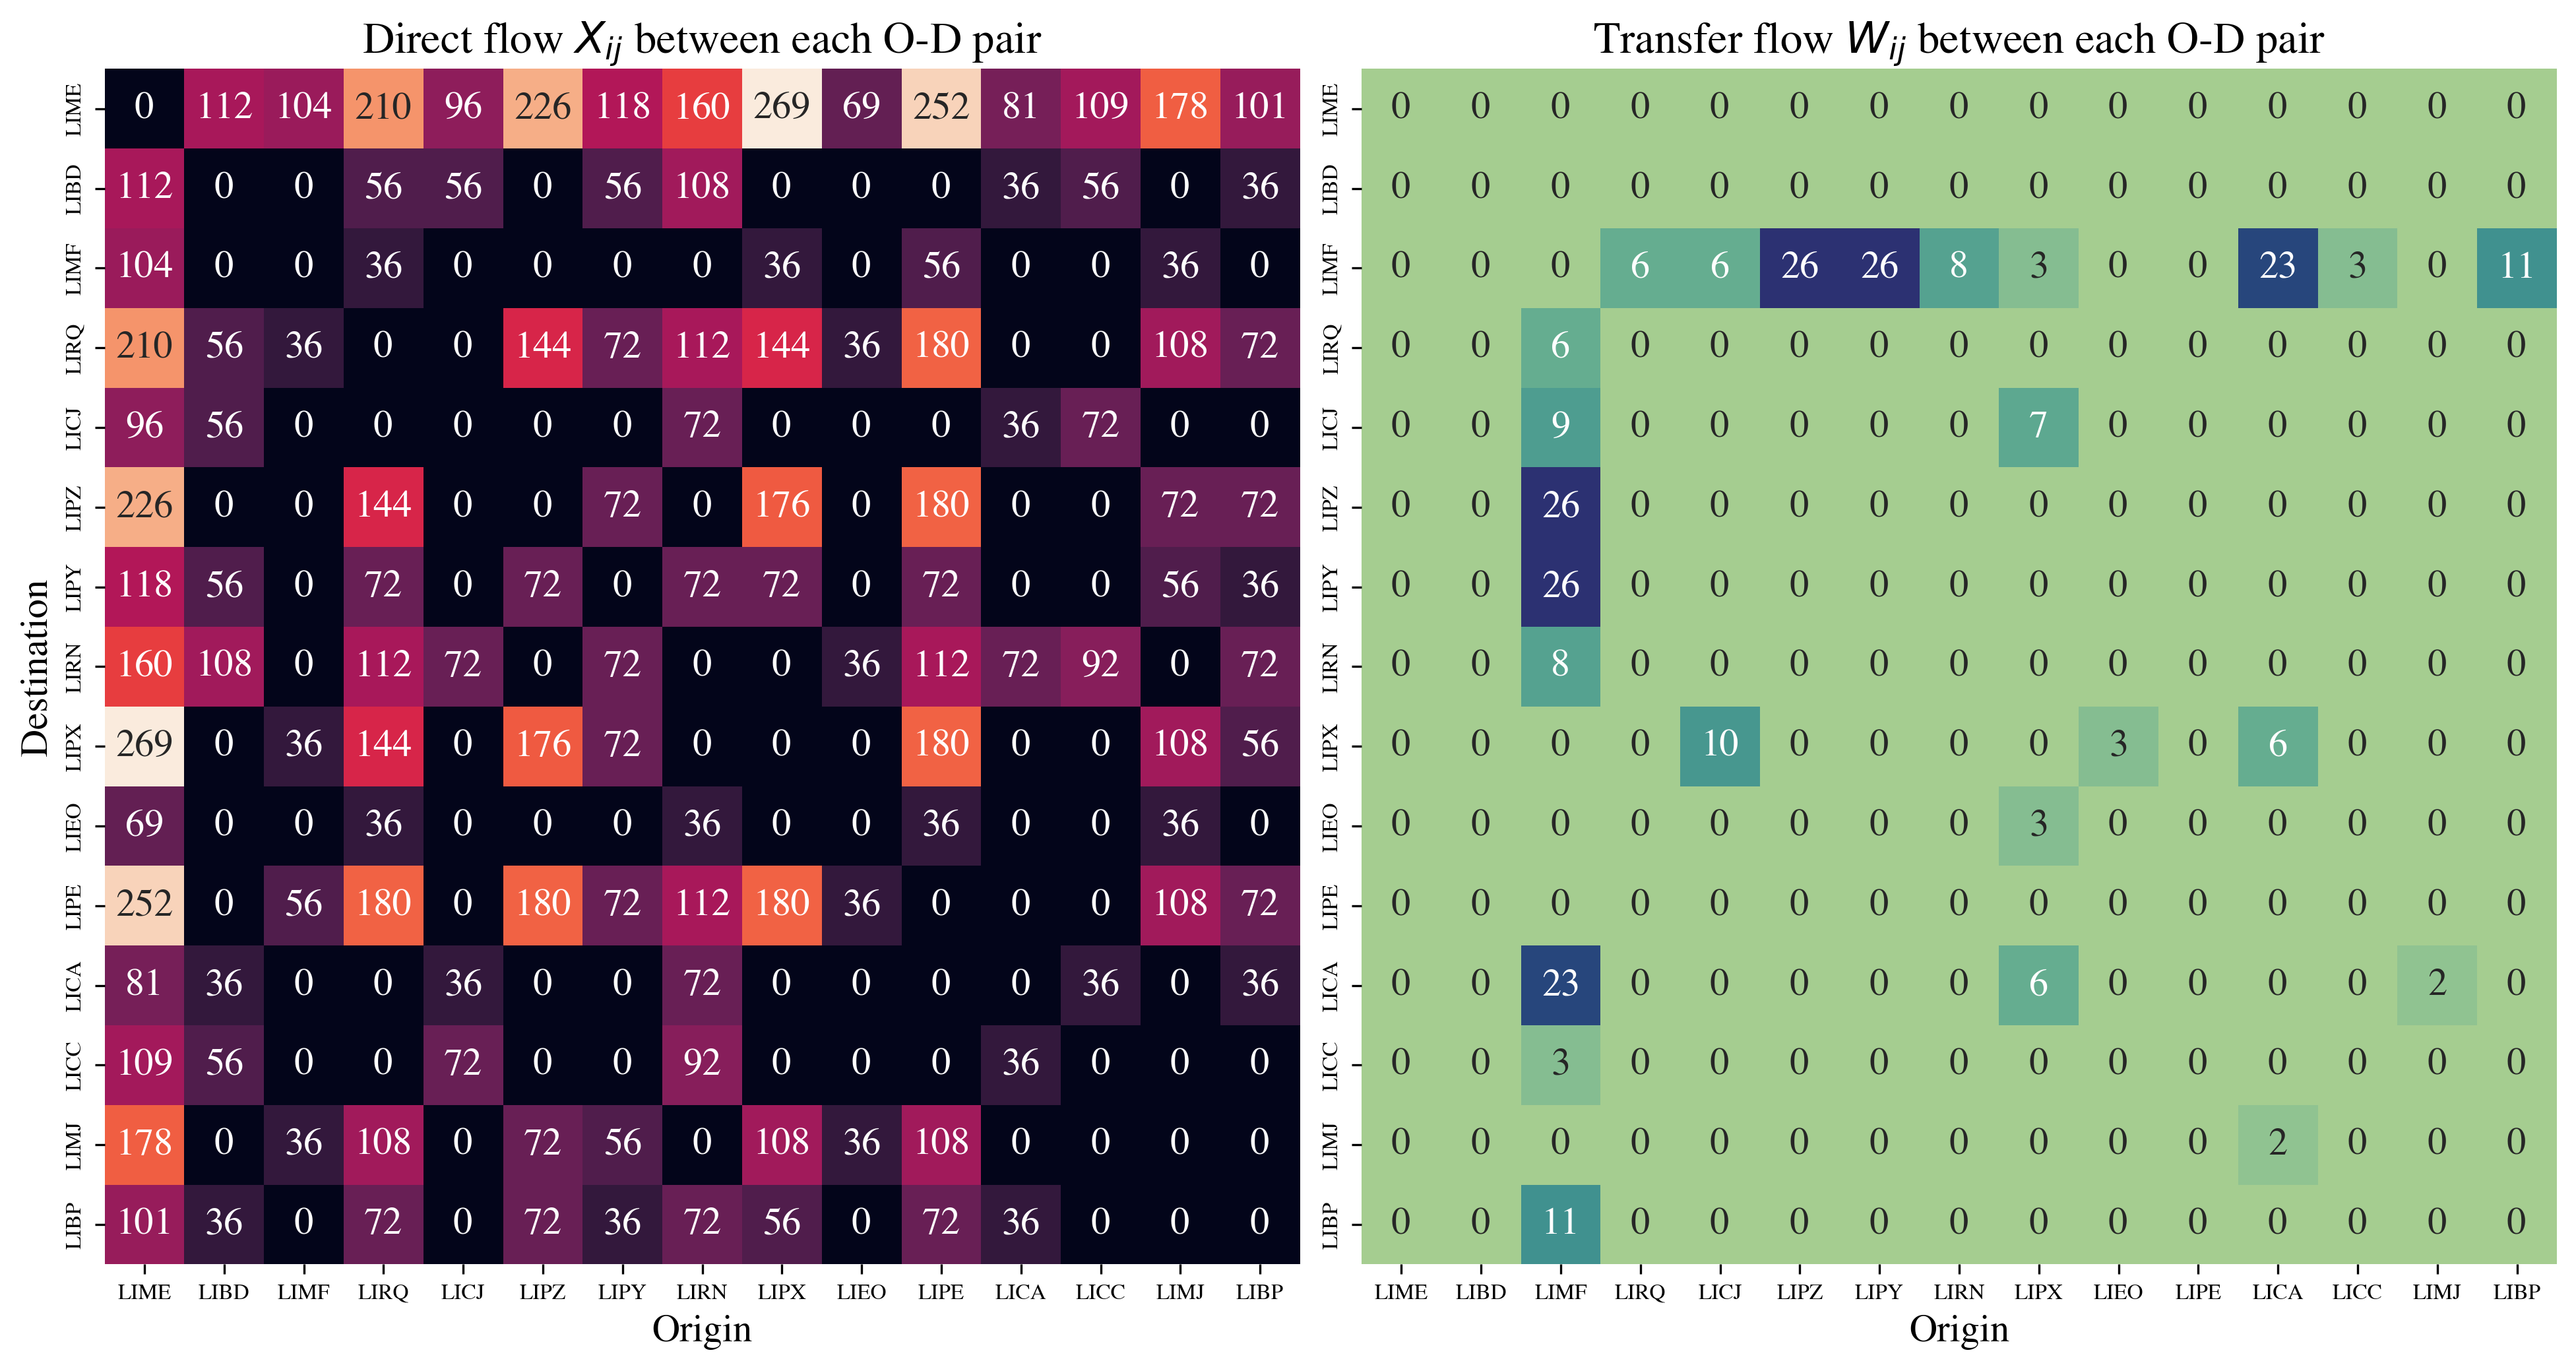 Direct flow X_ij between each O-D pair
LIME 0 112 104 210 96 226 118 160 269 69 252 81 109 178 101
LIBD 112 0 0 56 56 0 56 108 0 0 0 36 56 0 36
LIMF 104 0 0 36 0 0 0 0 36 0 56 0 0 36 0
LIRQ 210 56 36 0 0 144 72 112 144 36 180 0 0 108 72
LICJ 96 56 0 0 0 0 0 72 0 0 0 36 72 0 0
LIPZ 226 0 0 144 0 0 72 0 176 0 180 0 0 72 72
LIPY 118 56 0 72 0 72 0 72 72 0 72 0 0 56 36
LIRN 160 108 0 112 72 0 72 0 0 36 112 72 92 0 72
LIPX 269 0 36 144 0 176 72 0 0 0 180 0 0 108 56
LIEO 69 0 0 36 0 0 0 36 0 0 36 0 0 36 0
LIPE 252 0 56 180 0 180 72 112 180 36 0 0 0 108 72
LICA 81 36 0 0 36 0 0 72 0 0 0 0 36 0 36
LICC 109 56 0 0 72 0 0 92 0 0 0 36 0 0 0
LIMJ 178 0 36 108 0 72 56 0 108 36 108 0 0 0 0
LIBP 101 36 0 72 0 72 36 72 56 0 72 36 0 0 0
LIME LIBD LIMF LIRQ LICJ LIPZ LIPY LIRN LIPX LIEO LIPE LICA LICC LIMJ LIBP
Origin
Destination
Transfer flow W_ij between each O-D pair
LIME 0 0 0 0 0 0 0 0 0 0 0 0 0 0 0
LIBD 0 0 0 0 0 0 0 0 0 0 0 0 0 0 0
LIMF 0 0 0 6 6 26 26 8 3 0 0 23 3 0 11
LIRQ 0 0 6 0 0 0 0 0 0 0 0 0 0 0 0
LICJ 0 0 9 0 0 0 0 0 7 0 0 0 0 0 0
LIPZ 0 0 26 0 0 0 0 0 0 0 0 0 0 0 0
LIPY 0 0 26 0 0 0 0 0 0 0 0 0 0 0 0
LIRN 0 0 8 0 0 0 0 0 0 0 0 0 0 0 0
LIPX 0 0 0 0 10 0 0 0 0 3 0 6 0 0 0
LIEO 0 0 0 0 0 0 0 0 3 0 0 0 0 0 0
LIPE 0 0 0 0 0 0 0 0 0 0 0 0 0 0 0
LICA 0 0 23 0 0 0 0 0 6 0 0 0 0 2 0
LICC 0 0 3 0 0 0 0 0 0 0 0 0 0 0 0
LIMJ 0 0 0 0 0 0 0 0 0 0 0 2 0 0 0
LIBP 0 0 11 0 0 0 0 0 0 0 0 0 0 0 0
LIME LIBD LIMF LIRQ LICJ LIPZ LIPY LIRN LIPX LIEO LIPE LICA LICC LIMJ LIBP
Origin